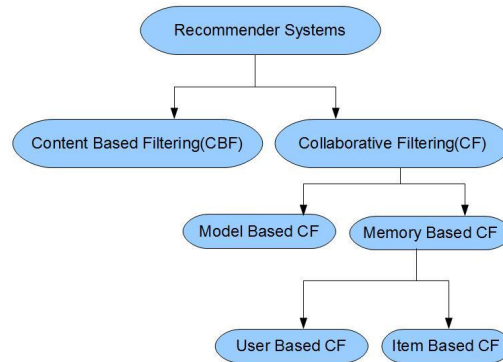 Recommender Systems
Content Based Filtering(CBF)
Collaborative Filtering(CF)
Model Based CF
Memory Based CF
User Based CF
Item Based CF